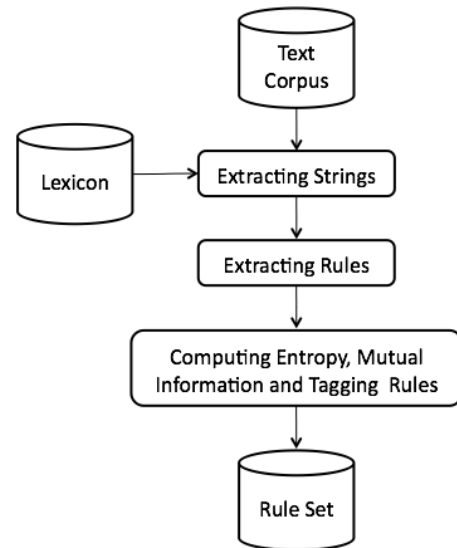 Text
Corpus
Lexicon
Extracting Strings
Extracting Rules
Computing Entropy, Mutual
Information and Tagging Rules
Rule Set